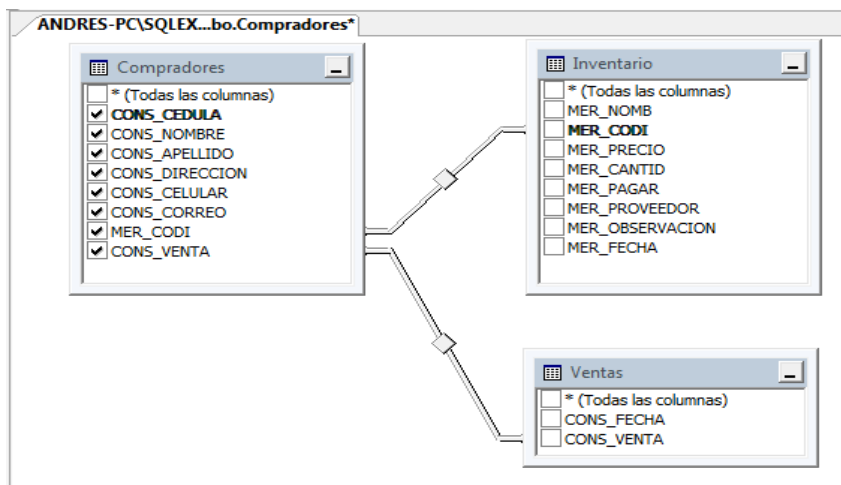 ANDRES-PC\SQLEX...bo.Compradores*
Compradores
* (Todas las columnas)
CONS_CEDULA
CONS_NOMBRE
CONS_APELLIDO
CONS_DIRECCION
CONS_CELULAR
CONS_CORREO
MER_CODI
CONS_VENTA
Inventario
* (Todas las columnas)
MER_NOMB
MER_CODI
MER_PRECIO
MER_CANTID
MER_PAGAR
MER_PROVEEDOR
MER_OBSERVACION
MER_FECHA
Ventas
* (Todas las columnas)
CONS_FECHA
CONS_VENTA